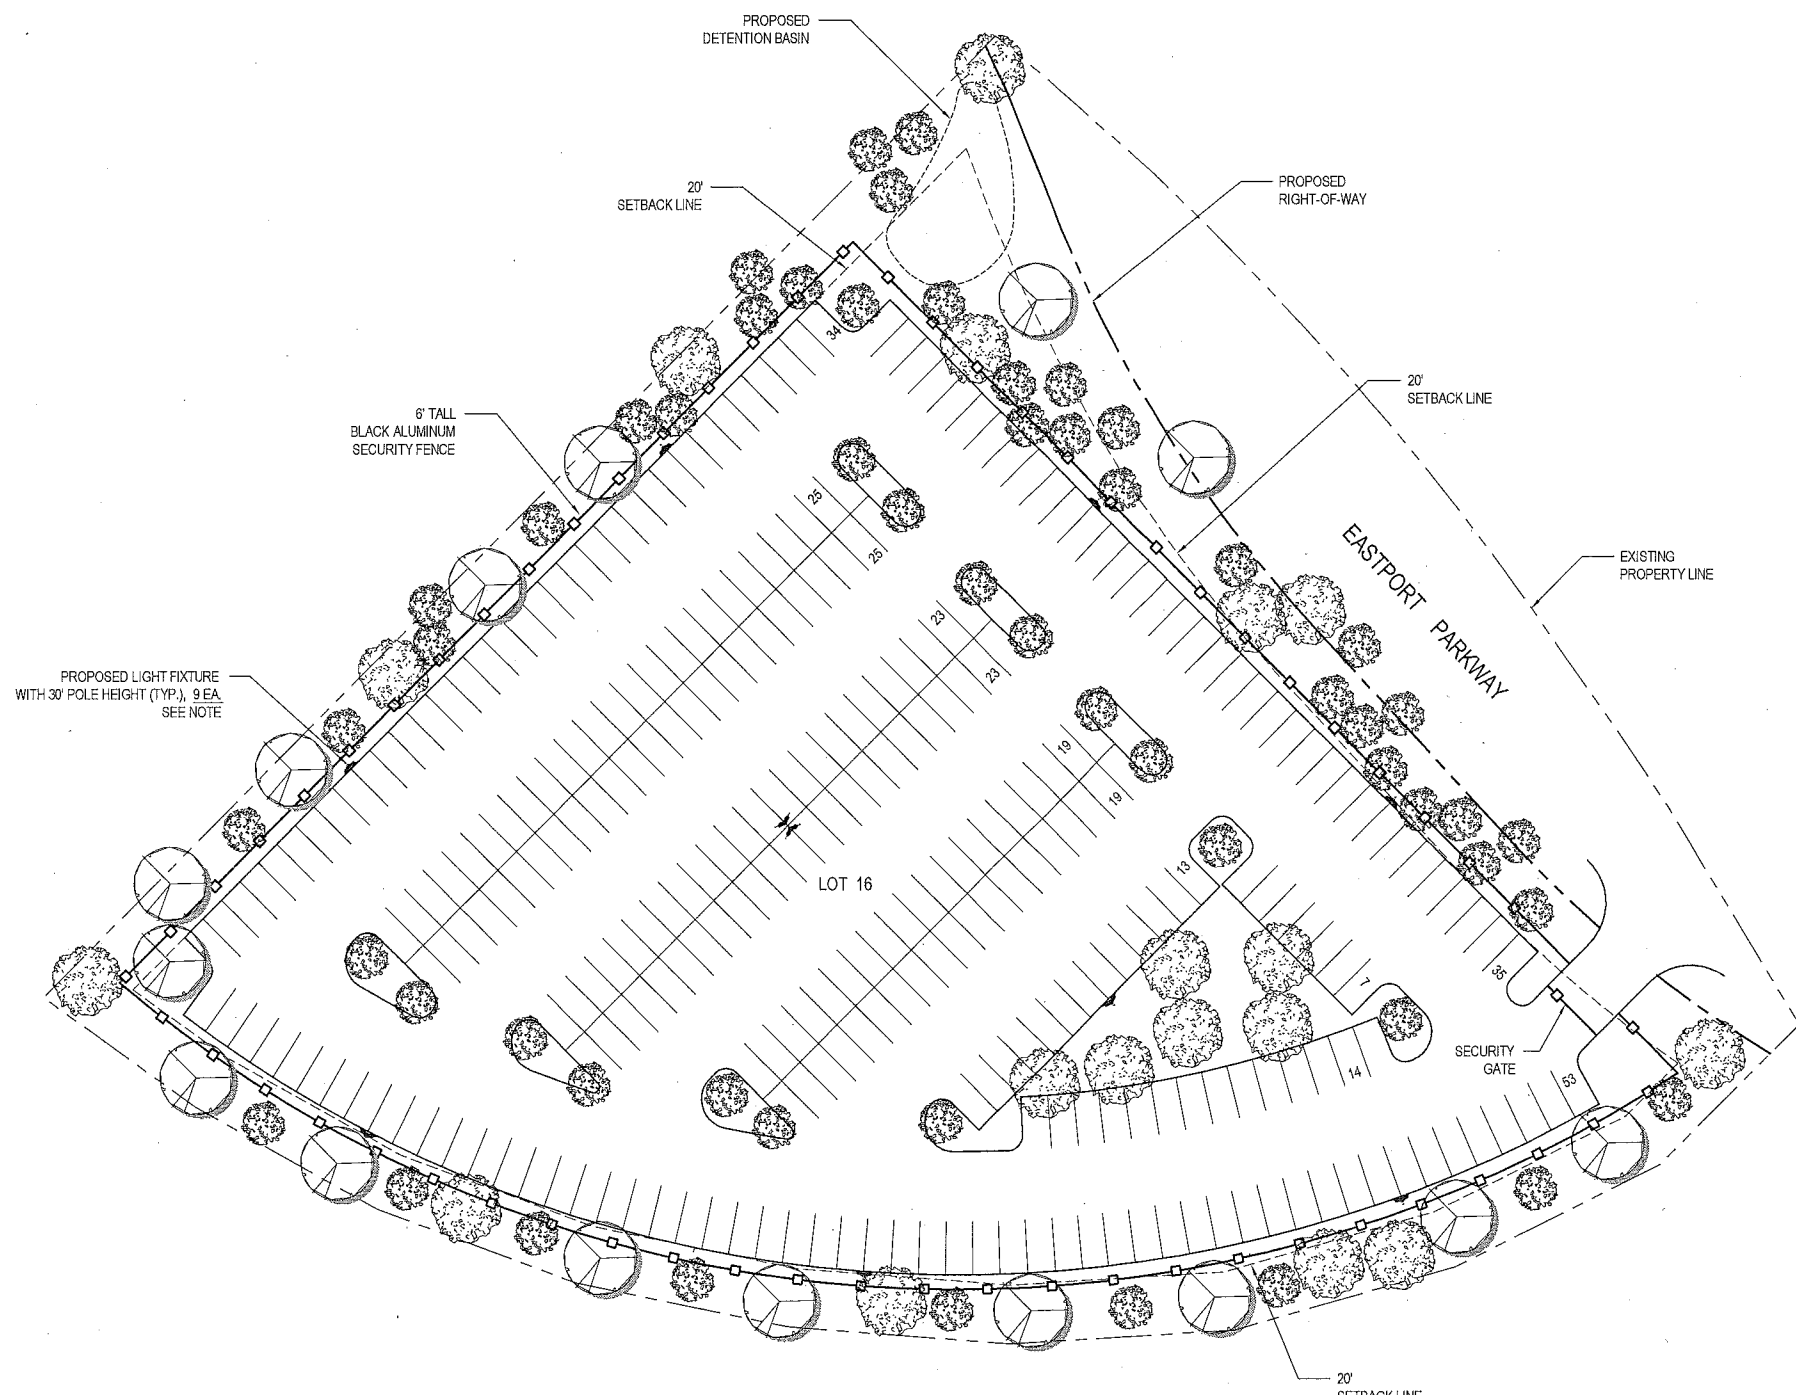 PROPOSED
DETENTION BASIN
20'
SETBACK LINE
PROPOSED
RIGHT-OF-WAY
34
20'
SETBACK LINE
6' TALL
BLACK ALUMINUM
SECURITY FENCE
25
25
EASTPORT PARKWAY
EXISTING
PROPERTY LINE
23
23
PROPOSED LIGHT FIXTURE
WITH 30' POLE HEIGHT (TYP.), 9 EA.
SEE NOTE
19
19
13
LOT 16
35
7
SECURITY
GATE
14
53
20'
SETBACK LINE